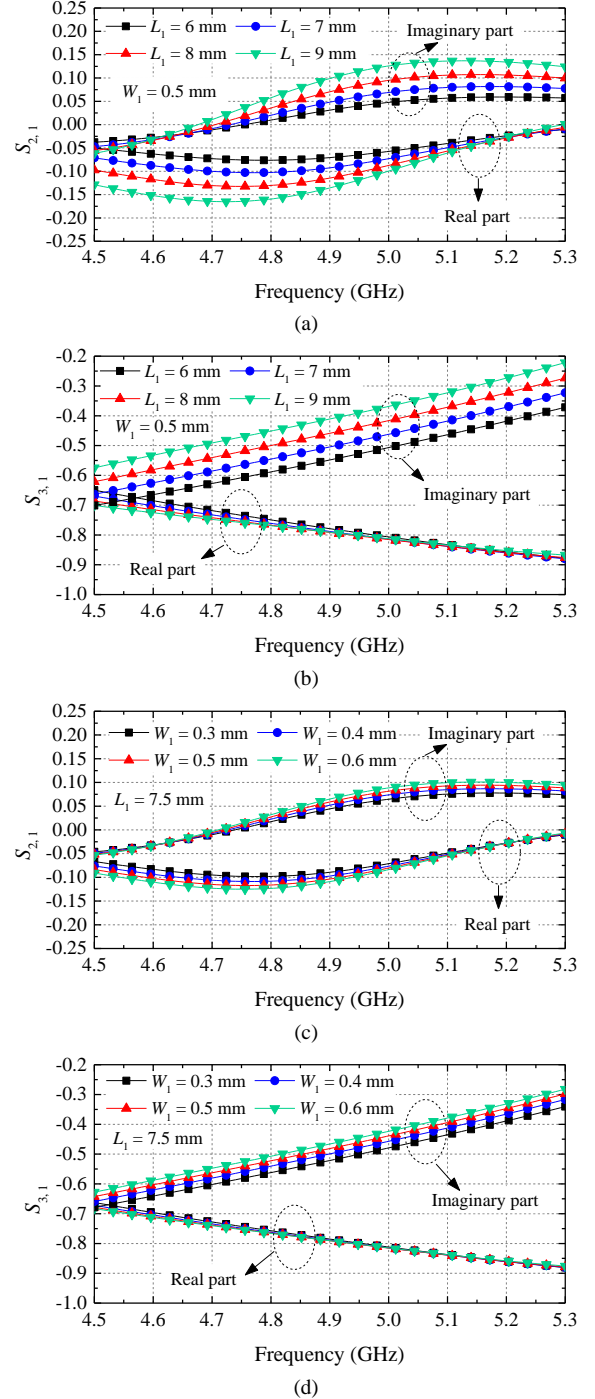 L1 = 6 mm L1 = 7 mm
L1 = 8 mm L1 = 9 mm
Imaginary part
W1 = 0.5 mm
Real part
0.25
0.20
0.15
0.10
0.05
0.00
-0.05
-0.10
-0.15
-0.20
0.25
S2, 1
4.5 4.6 4.7 4.8 4.9 5.0 5.1 5.2 5.3
Frequency (GHz)
(a)
L1 = 6 mm L1 = 7 mm
L1 = 8 mm L1 = 9 mm
W1 = 0.5 mm
Imaginary part
Real part
-0.2
-0.3
-0.4
-0.5
-0.6
-0.7
-0.8
-0.9
-1.0
S3, 1
4.5 4.6 4.7 4.8 4.9 5.0 5.1 5.2 5.3
Frequency (GHz)
(b)
W1 = 0.3 mm W1 = 0.4 mm
W1 = 0.5 mm W1 = 0.6 mm
Imaginary part
L1 = 7.5 mm
Real part
0.25
0.20
0.15
0.10
0.05
0.00
-0.05
-0.10
-0.15
-0.20
0.25
S2, 1
4.5 4.6 4.7 4.8 4.9 5.0 5.1 5.2 5.3
Frequency (GHz)
(c)
W1 = 0.3 mm W1 = 0.4 mm
W1 = 0.5 mm W1 = 0.6 mm
L1 = 7.5 mm
Imaginary part
Real part
-0.2
-0.3
-0.4
-0.5
-0.6
-0.7
-0.8
-0.9
-1.0
S3, 1
4.5 4.6 4.7 4.8 4.9 5.0 5.1 5.2 5.3
Frequency (GHz)
(d)